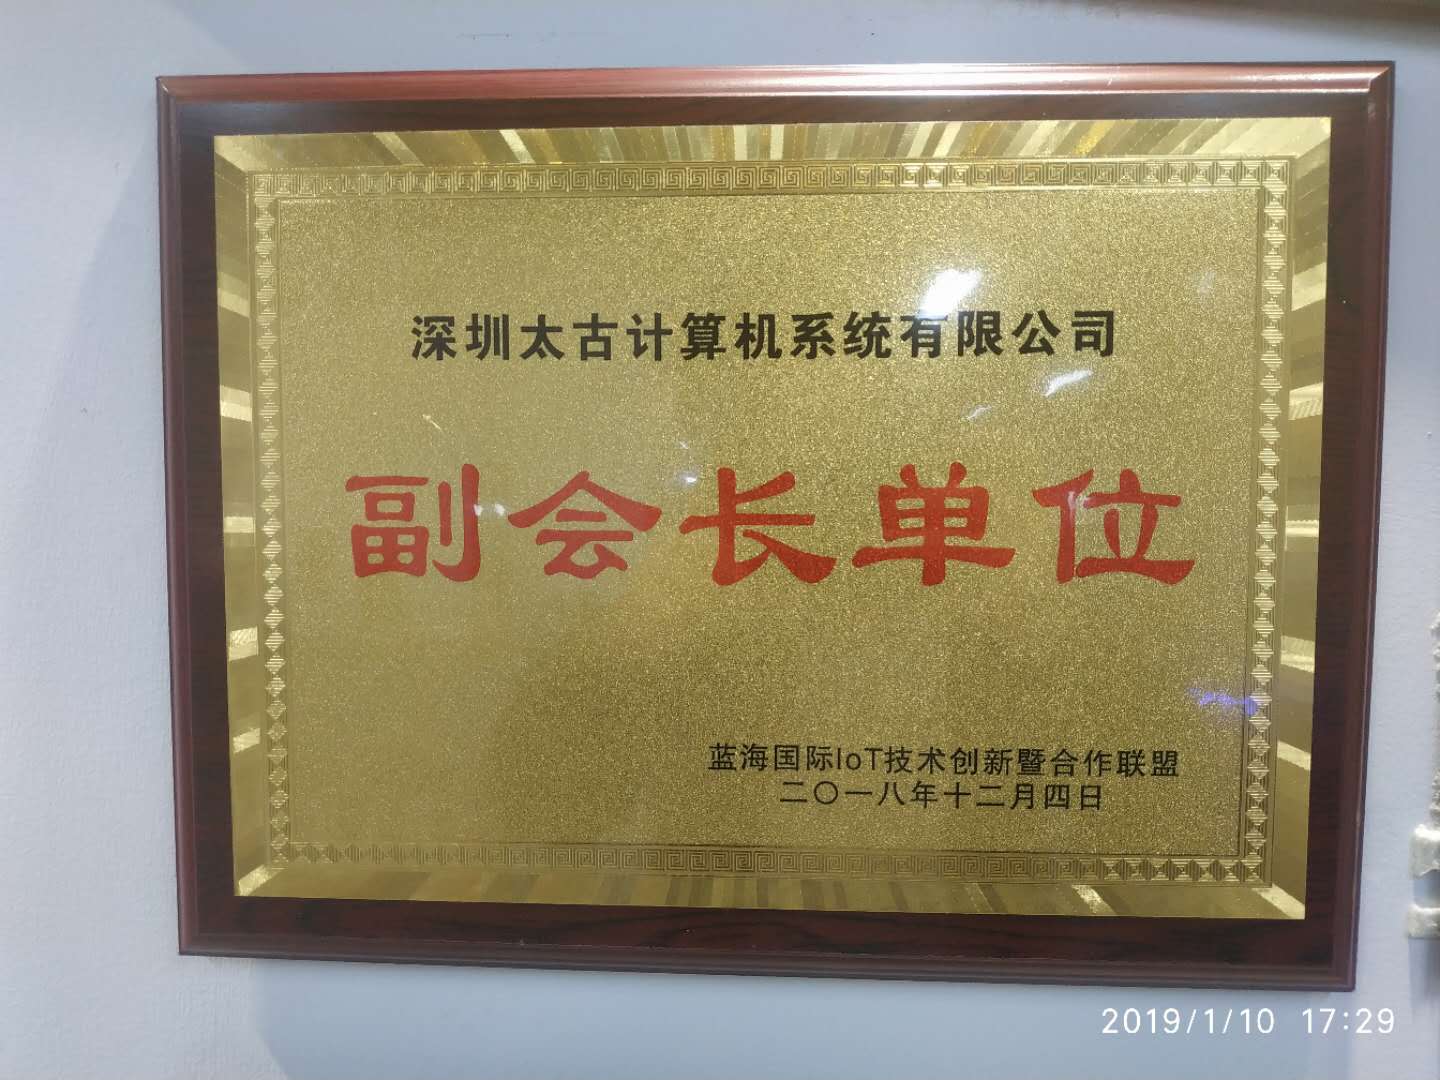 深圳太古计算机系统有限公司
副会长单位
蓝海国际IoT技术创新暨合作联盟
二〇一八年十二月四日
2019/1/10 17:29